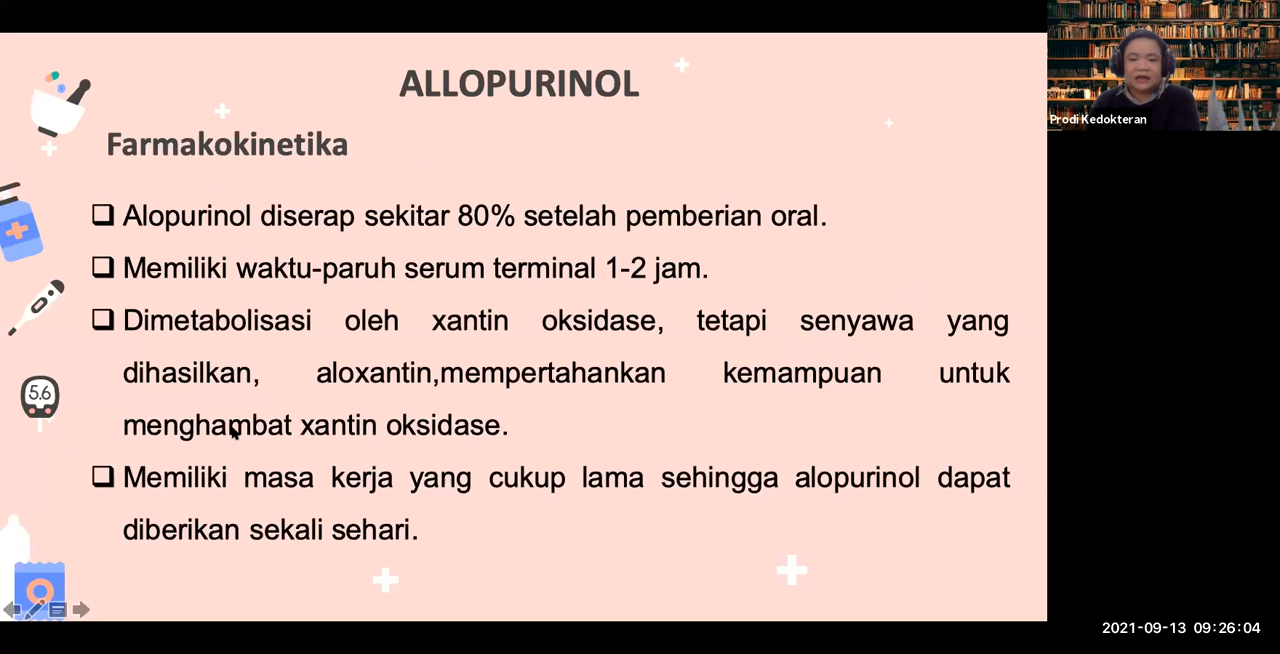 ALLOPURINOL
Farmakokinetika
Alopurinol diserap sekitar 80% setelah pemberian oral.
Memiliki waktu-paruh serum terminal 1-2 jam.
Dimetabolisasi oleh xantin oksidase, tetapi senyawa yang
dihasilkan, aloxantin,mempertahankan kemampuan untuk
menghambat xantin oksidase.
Memiliki masa kerja yang cukup lama sehingga alopurinol dapat
diberikan sekali sehari.
5.6
Prodi Kedokteran
2021-09-13 09:26:04